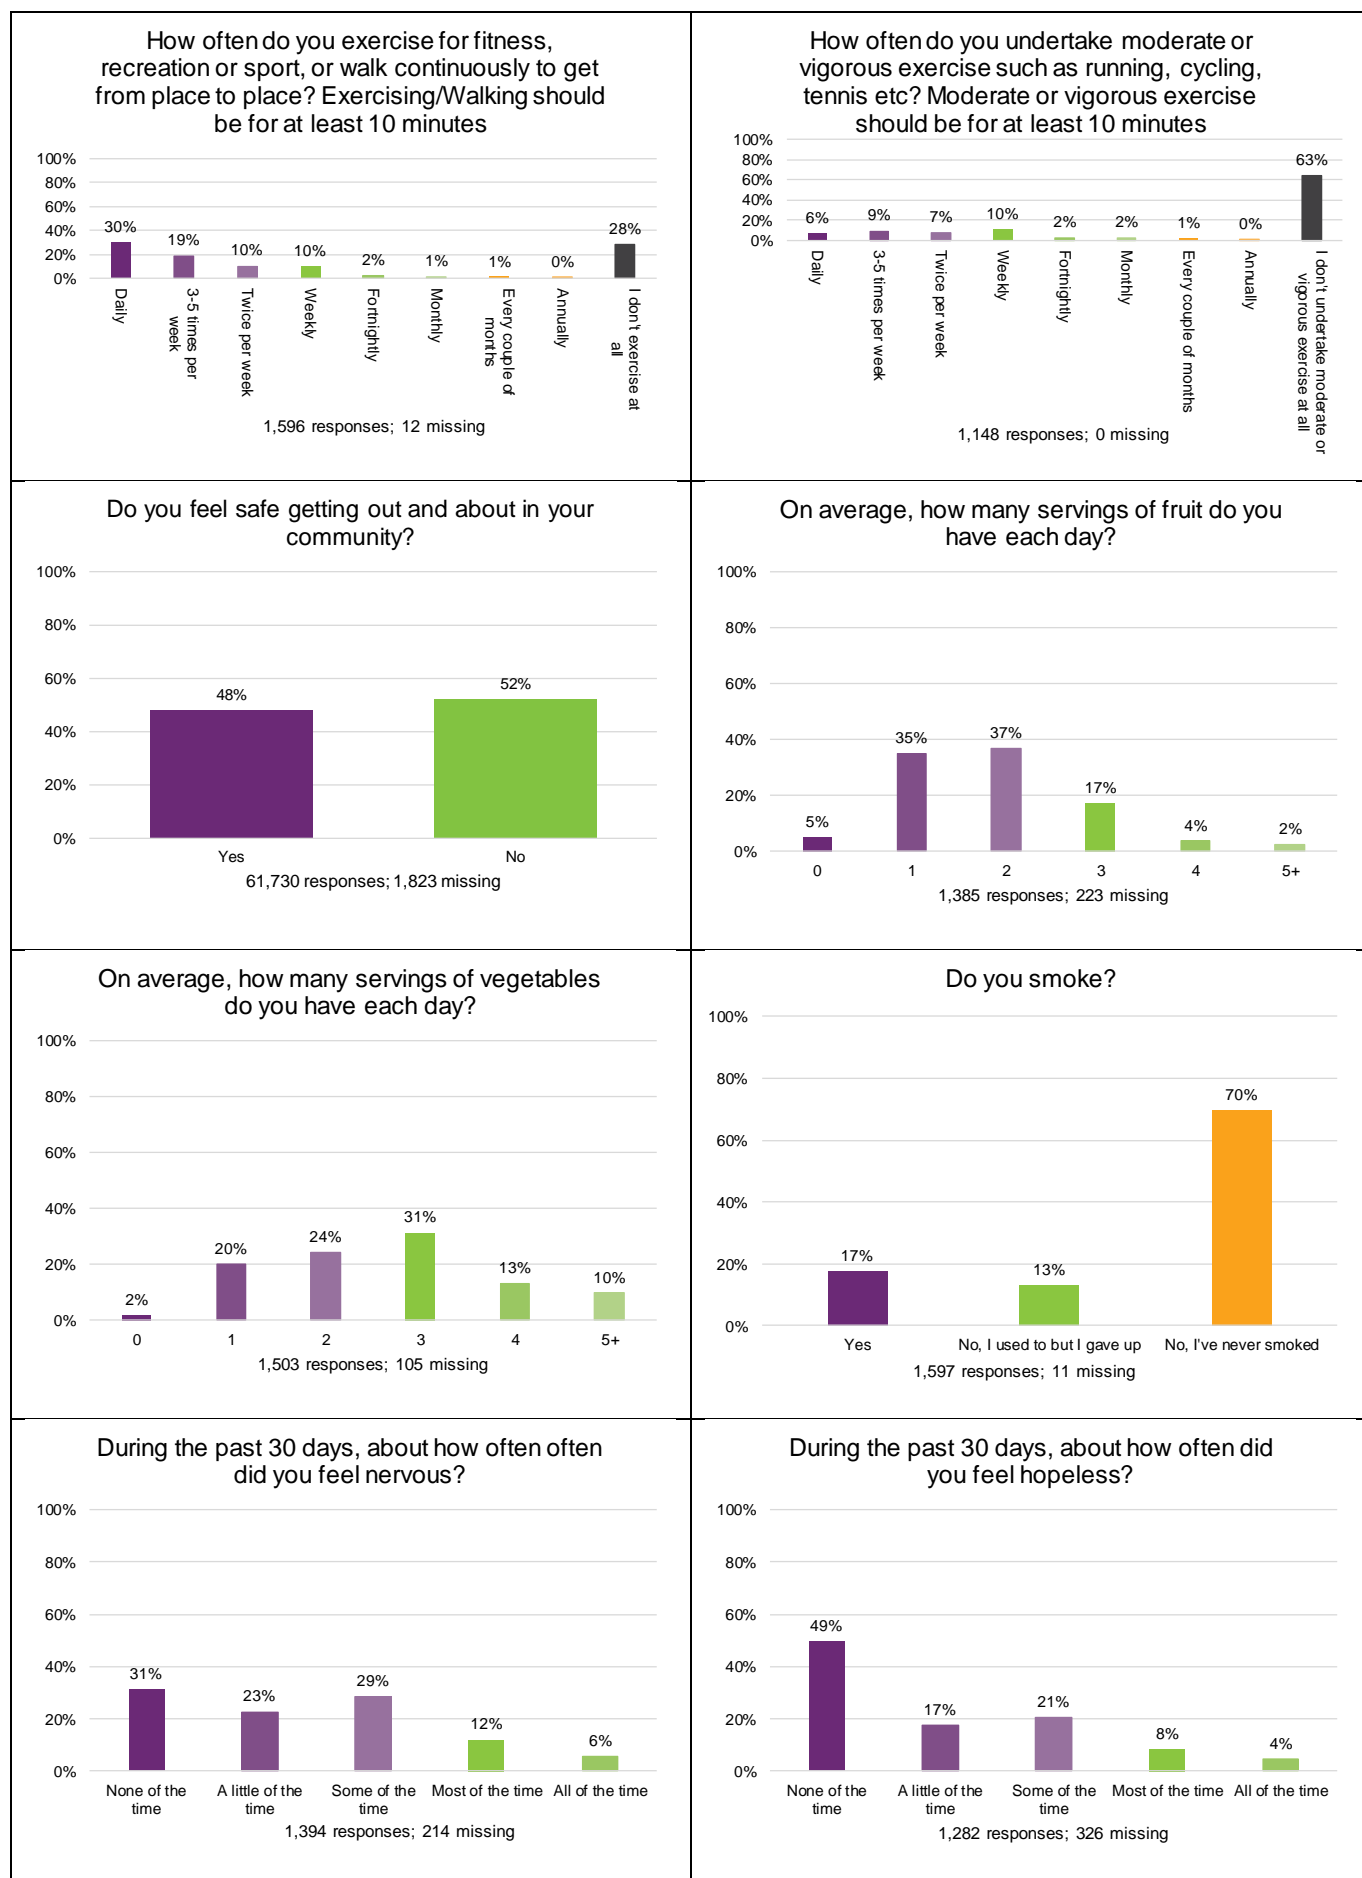 How often do you exercise for fitness,
recreation or sport, or walk continuously to get
from place to place? Exercising/Walking should
be for at least 10 minutes
100%
80%
60%
40%
20%
0%
30%
19%
10%
10%
2%
1%
1%
0%
28%
Daily
3-5 times per
week
Twice per week
Weekly
Fortnightly
Monthly
Every couple of
months
Annually
I don't exercise at
all
1,596 responses; 12 missing
How often do you undertake moderate or
vigorous exercise such as running, cycling,
tennis etc? Moderate or vigorous exercise
should be for at least 10 minutes
100%
80%
60%
40%
20%
0%
6%
9%
7%
10%
2%
2%
1%
0%
63%
Daily
3-5 times per week
Twice per week
Weekly
Fortnightly
Monthly
Every couple of months
Annually
I don't undertake moderate or
vigorous exercise at all
1,148 responses; 0 missing
Do you feel safe getting out and about in your
community?
100%
80%
60%
40%
20%
0%
48%
52%
Yes
No
61,730 responses; 1,823 missing
On average, how many servings of fruit do you
have each day?
100%
80%
60%
40%
20%
0%
5%
35%
37%
17%
4%
2%
0
1
2
3
4
5+
1,385 responses; 223 missing
On average, how many servings of vegetables
do you have each day?
100%
80%
60%
40%
20%
0%
2%
20%
24%
31%
13%
10%
0
1
2
3
4
5+
1,503 responses; 105 missing
Do you smoke?
100%
80%
60%
40%
20%
0%
17%
13%
70%
Yes
No, I used to but I gave up
No, I've never smoked
1,597 responses; 11 missing
During the past 30 days, about how often often
did you feel nervous?
100%
80%
60%
40%
20%
0%
31%
23%
29%
12%
6%
None of the
time
A little of the
time
Some of the
time
Most of the time
All of the time
1,394 responses; 214 missing
During the past 30 days, about how often did
you feel hopeless?
100%
80%
60%
40%
20%
0%
49%
17%
21%
8%
4%
None of the
time
A little of the
time
Some of the
time
Most of the time
All of the time
1,282 responses; 326 missing